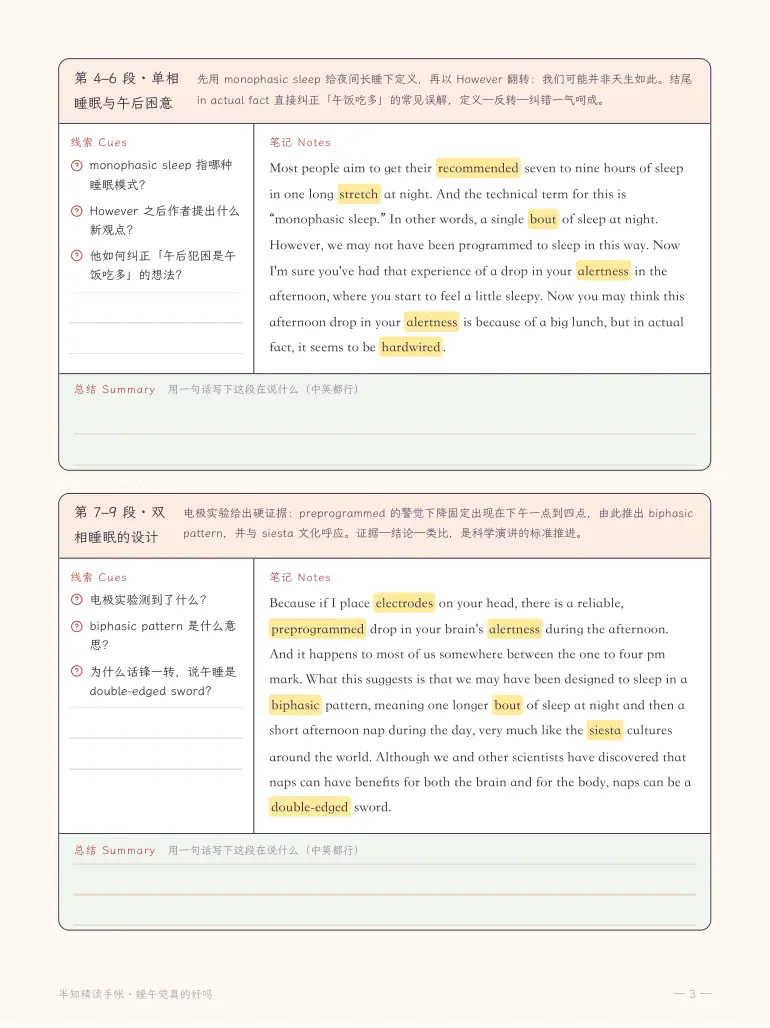 第 4–6 段·单相
睡眠与午后困意
先用 monophasic sleep 给夜间长睡下定义，再以 However 翻转：我们可能并非天生如此。结尾
in actual fact 直接纠正「午饭吃多」的常见误解，定义—反转—纠错一气呵成。
线索 Cues
monophasic sleep 指哪种
睡眠模式？
However 之后作者提出什么
新观点？
他如何纠正「午后犯困是午
饭吃多」的想法？
笔记 Notes
Most people aim to get their recommended seven to nine hours of sleep
in one long stretch at night. And the technical term for this is
“monophasic sleep.” In other words, a single bout of sleep at night.
However, we may not have been programmed to sleep in this way. Now
I'm sure you've had that experience of a drop in your alertness in the
afternoon, where you start to feel a little sleepy. Now you may think this
afternoon drop in your alertness is because of a big lunch, but in actual
fact, it seems to be hardwired.
总结 Summary 用一句话写下这段在说什么（中英都行）
第 7–9 段·双
相睡眠的设计
电极实验给出硬证据：preprogrammed 的警觉下降固定出现在下午一点到四点，由此推出 biphasic
pattern，并与 siesta 文化呼应。证据—结论—类比，是科学演讲的标准推进。
线索 Cues
电极实验测到了什么？
biphasic pattern 是什么意
思？
为什么话锋一转，说午睡是
double-edged sword？
笔记 Notes
Because if I place electrodes on your head, there is a reliable,
preprogrammed drop in your brain's alertness during the afternoon.
And it happens to most of us somewhere between the one to four pm
mark. What this suggests is that we may have been designed to sleep in a
biphasic pattern, meaning one longer bout of sleep at night and then a
short afternoon nap during the day, very much like the siesta cultures
around the world. Although we and other scientists have discovered that
naps can have benefits for both the brain and for the body, naps can be a
double-edged sword.
总结 Summary 用一句话写下这段在说什么（中英都行）
半知精读手帐·睡午觉真的好吗
— 3 —